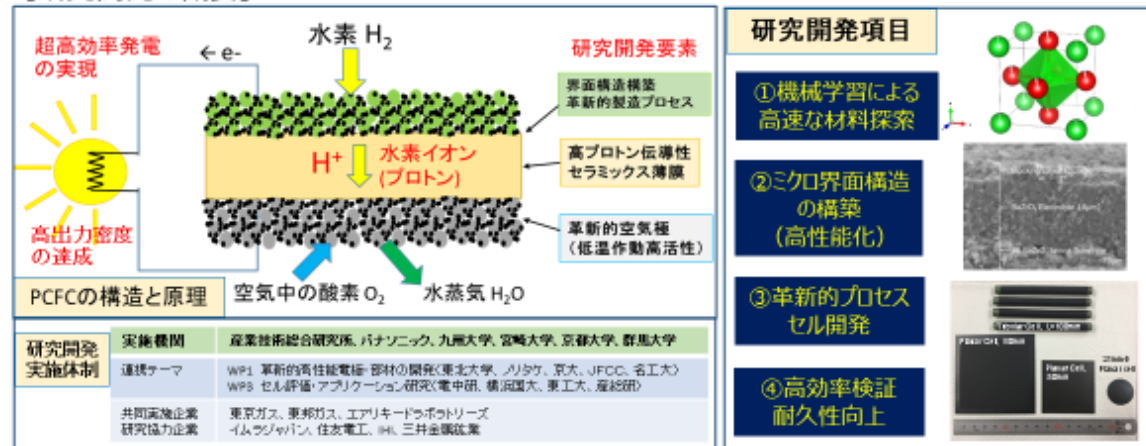 超高効率発電
の実現
← e-
水素 H2
研究開発要素
界面構造構築
革新的製造プロセス
H+
水素イオン
(プロトン)
高プロトン伝導性
セラミックス薄膜
革新的空気極
(低温作動高活性)
高出力密度
の達成
空気中の酸素 O2
水蒸気 H2O
PCFCの構造と原理
研究開発
実施体制
実施機関
産業技術総合研究所、パナソニック、九州大学、宮崎大学、京都大学、群馬大学
連携テーマ
WP1 革新的高性能電極・部材の開発(東北大学、ノリタケ、京大、JFCC、名工大)
WP3 セル評価・アプリケーション研究(電中研、横浜国大、東工大、産総研)
共同実施企業
東京ガス、東邦ガス、エアリキードラボラトリーズ
研究協力企業
イムラジャパン、住友電工、IHI、三井金属鉱業
研究開発項目
①機械学習による
高速な材料探索
②ミクロ界面構造
の構築
(高性能化)
③革新的プロセス
セル開発
④高効率検証
耐久性向上